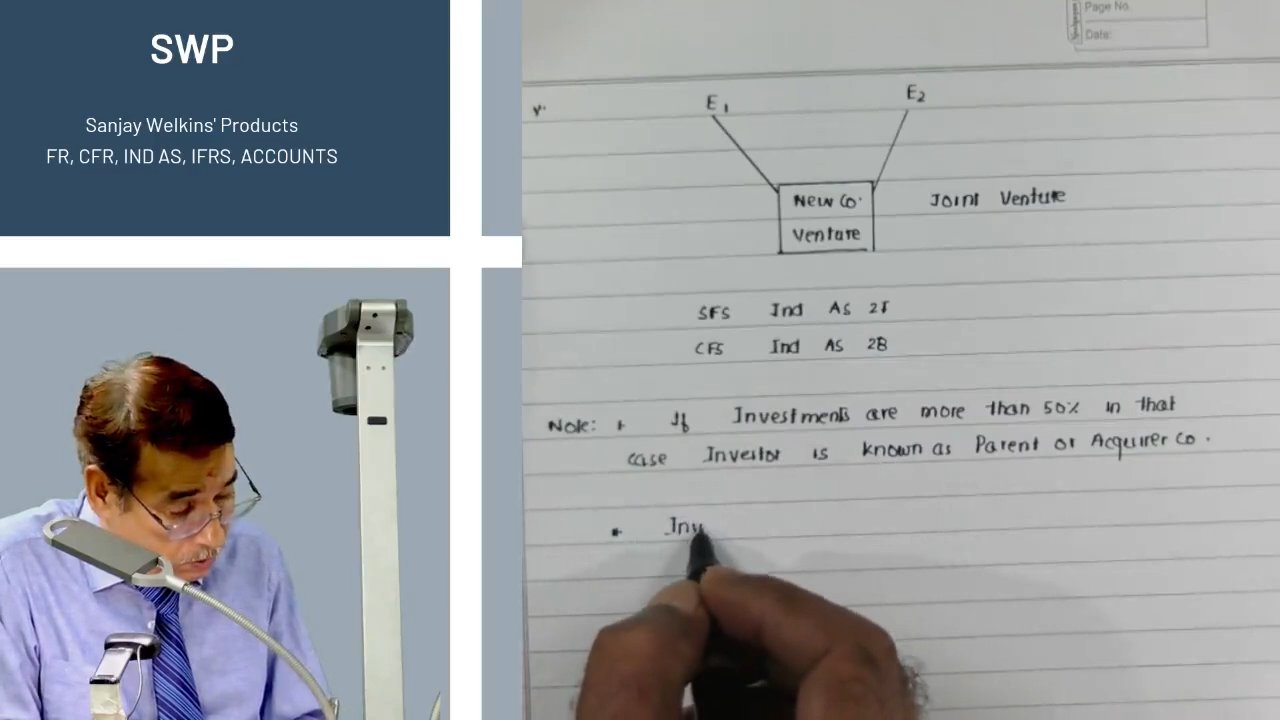 SWP
Sanjay Welkins' Products
FR, CFR, IND AS, IFRS, ACCOUNTS
Page No.
Date:
E1
E2
New Co.
Venture
Joint Venture
SFS Ind AS 27
CFS Ind AS 28
Note: * If Investments are more than 50% in that
case Investor is known as Parent or Acquirer Co.
* Inv